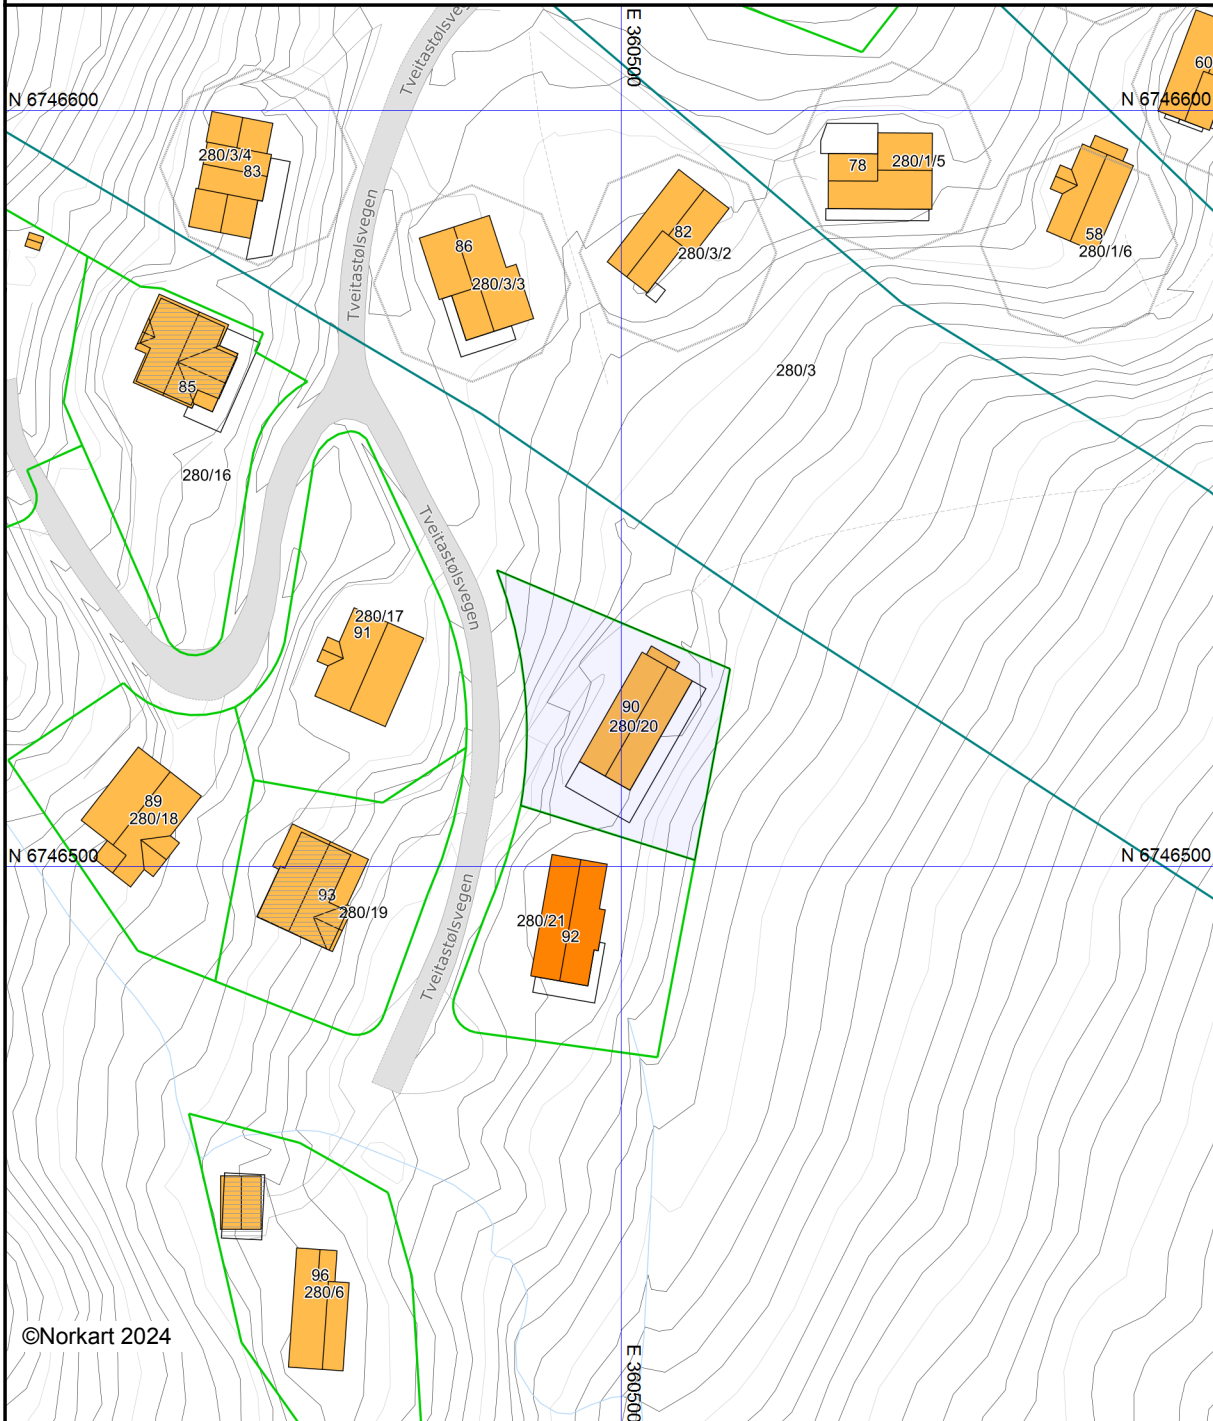 Tveitastølsveg
E 360500
N 6746600
N 6746600
60
280/3/4
83
78
280/1/5
82
280/3/2
58
280/1/6
86
280/3/3
Tveitastølsvegen
280/3
85
280/16
Tveitastølsvegen
280/17
91
90
280/20
89
280/18
N 6746500
N 6746500
93
280/19
280/21
92
Tveitastølsvegen
96
280/6
©Norkart 2024
E 360500